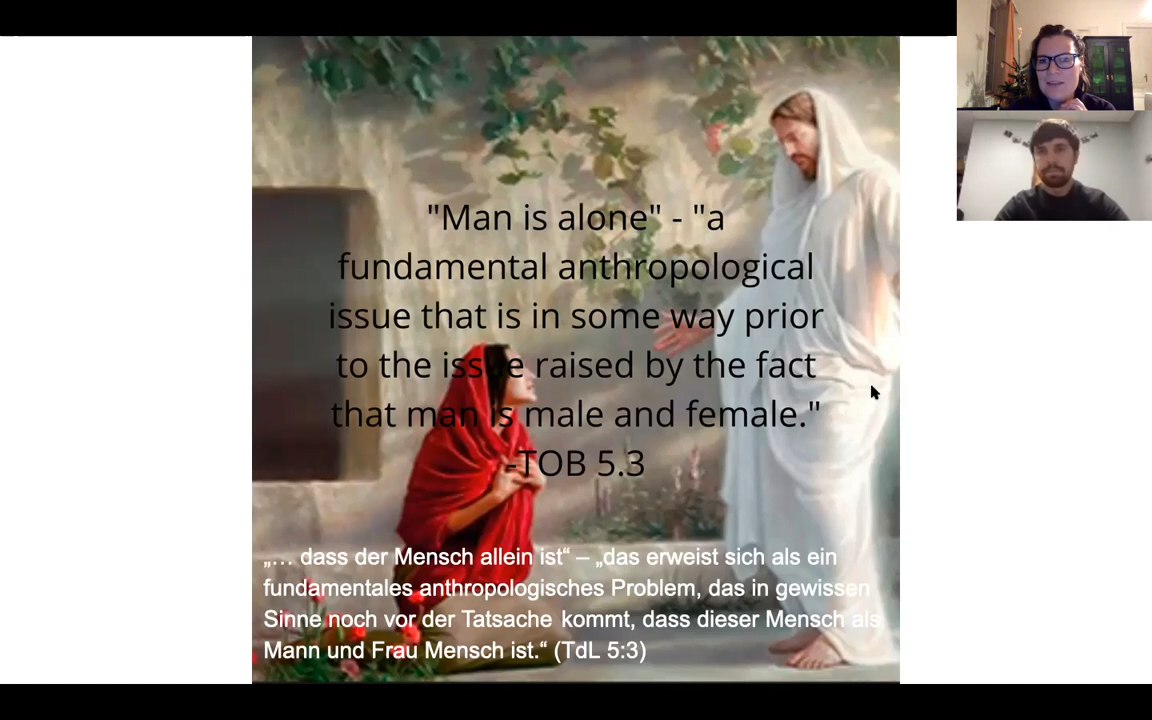 "Man is alone" - "a
fundamental anthropological
issue that is in some way prior
to the issue raised by the fact
that man is male and female."
-TOB 5.3
„… dass der Mensch allein ist“ – „das erweist sich als ein
fundamentales anthropologisches Problem, das in gewissen
Sinne noch vor der Tatsache kommt, dass dieser Mensch als
Mann und Frau Mensch ist.“ (TdL 5:3)